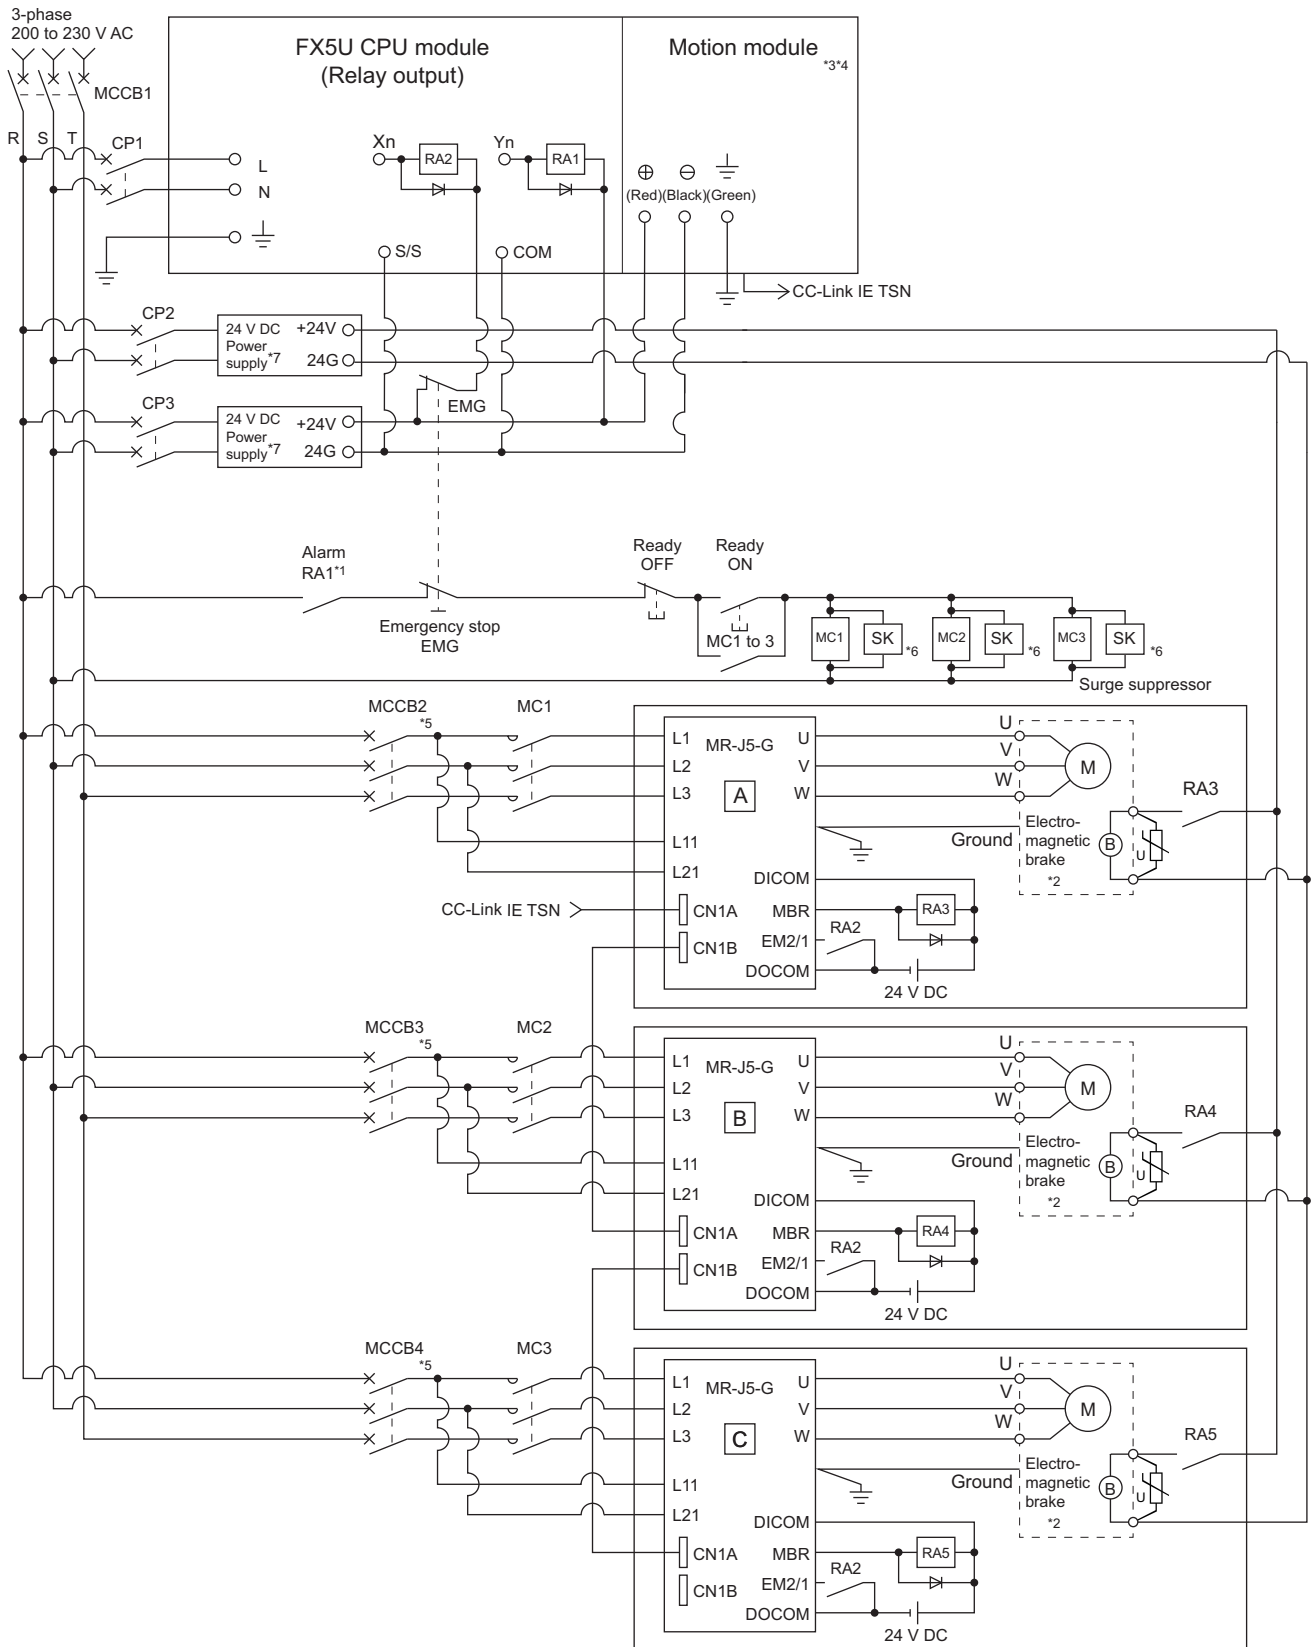 3-phase
200 to 230 V AC
MCCB1
R S T
CP1
FX5U CPU module
(Relay output)
Motion module
*3*4
L
N
Xn
RA2
Yn
RA1
(Red)(Black)(Green)
S/S
COM
CC-Link IE TSN
CP2
24 V DC
Power
supply*7
+24V
24G
CP3
24 V DC
Power
supply*7
+24V
24G
EMG
Alarm
RA1*1
Emergency stop
EMG
Ready
OFF
Ready
ON
MC1 to 3
MC1
SK
*6
MC2
SK
*6
MC3
SK
*6
Surge suppressor
MCCB2
*5
MC1
L1
L2
L3
L11
L21
CN1A
CN1B
CC-Link IE TSN
MR-J5-G
A
U
V
W
DICOM
MBR
EM2/1
DOCOM
Ground
RA3
RA2
24 V DC
U
V
W
M
Electro-
magnetic
brake
*2
B
U
RA3
MCCB3
*5
MC2
L1
L2
L3
L11
L21
CN1A
CN1B
MR-J5-G
B
U
V
W
DICOM
MBR
EM2/1
DOCOM
Ground
RA4
RA2
24 V DC
U
V
W
M
Electro-
magnetic
brake
*2
B
U
RA4
MCCB4
*5
MC3
L1
L2
L3
L11
L21
CN1A
CN1B
MR-J5-G
C
U
V
W
DICOM
MBR
EM2/1
DOCOM
Ground
RA5
RA2
24 V DC
U
V
W
M
Electro-
magnetic
brake
*2
B
U
RA5